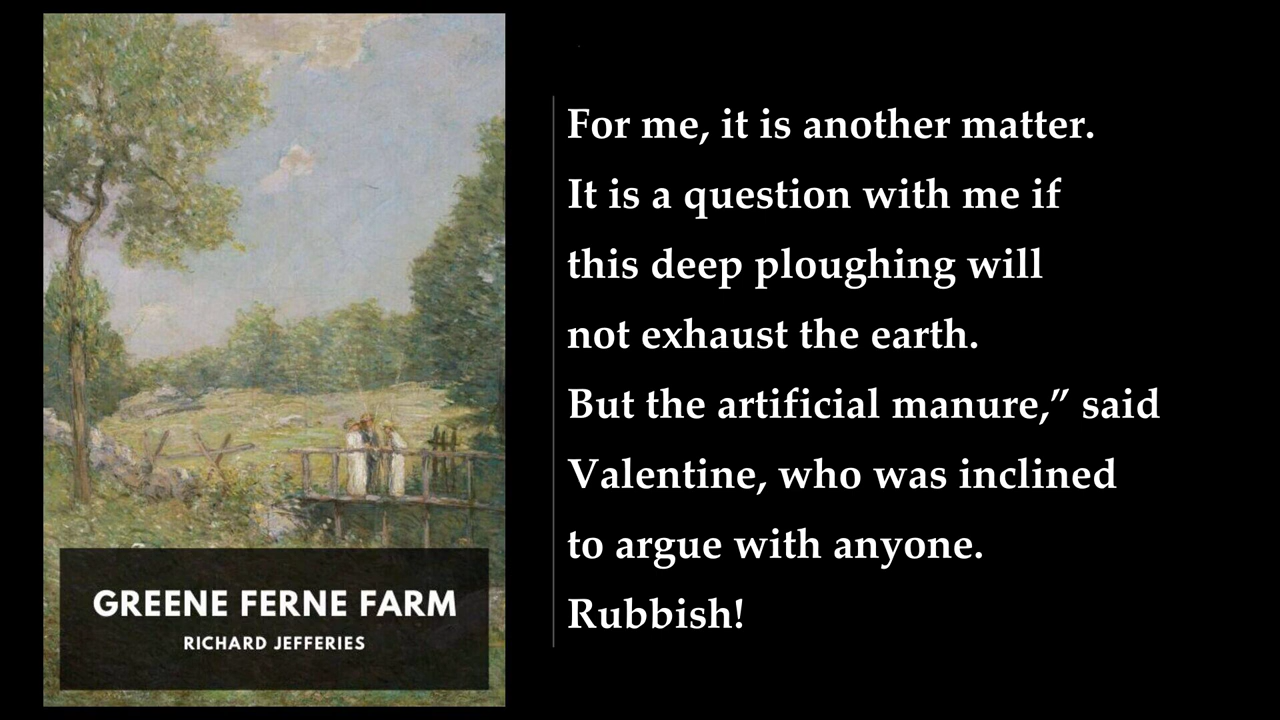 GREENE FERNE FARM
RICHARD JEFFERIES
For me, it is another matter.
It is a question with me if
this deep ploughing will
not exhaust the earth.
But the artificial manure,” said
Valentine, who was inclined
to argue with anyone.
Rubbish!